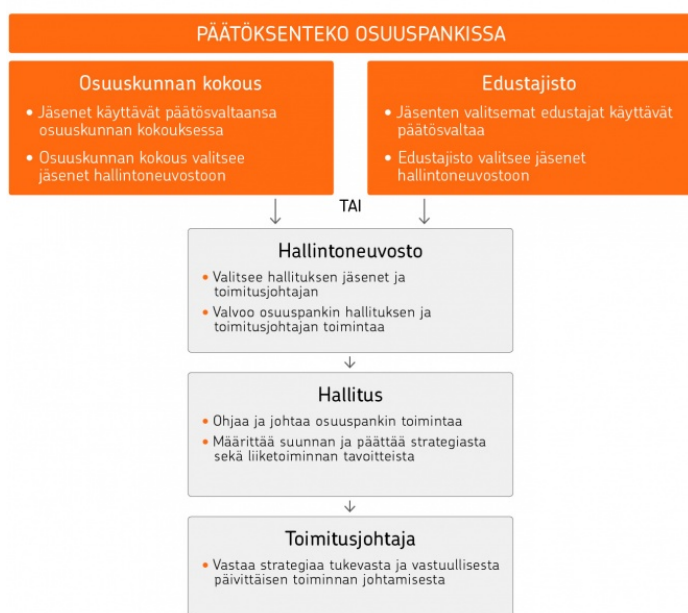 PÄÄTÖKSENTEKO OSUUSPANKISSA
Osuuskunnan kokous
• Jäsenet käyttävät päätösvaltaansa
osuuskunnan kokouksessa
• Osuuskunnan kokous valitsee
jäsenet hallintoneuvostoon
Edustajisto
• Jäsenten valitsemat edustajat käyttävät
päätösvaltaa
• Edustajisto valitsee jäsenet
hallintoneuvostoon
TAI
Hallintoneuvosto
• Valitsee hallituksen jäsenet ja
toimitusjohtajan
• Valvoo osuuspankin hallituksen ja
toimitusjohtajan toimintaa
Hallitus
• Ohjaa ja johtaa osuuspankin toimintaa
• Määrittää suunnan ja päättää strategiasta
sekä liiketoiminnan tavoitteista
Toimitusjohtaja
• Vastaa strategiaa tukevasta ja vastuullisesta
päivittäisen toiminnan johtamisesta